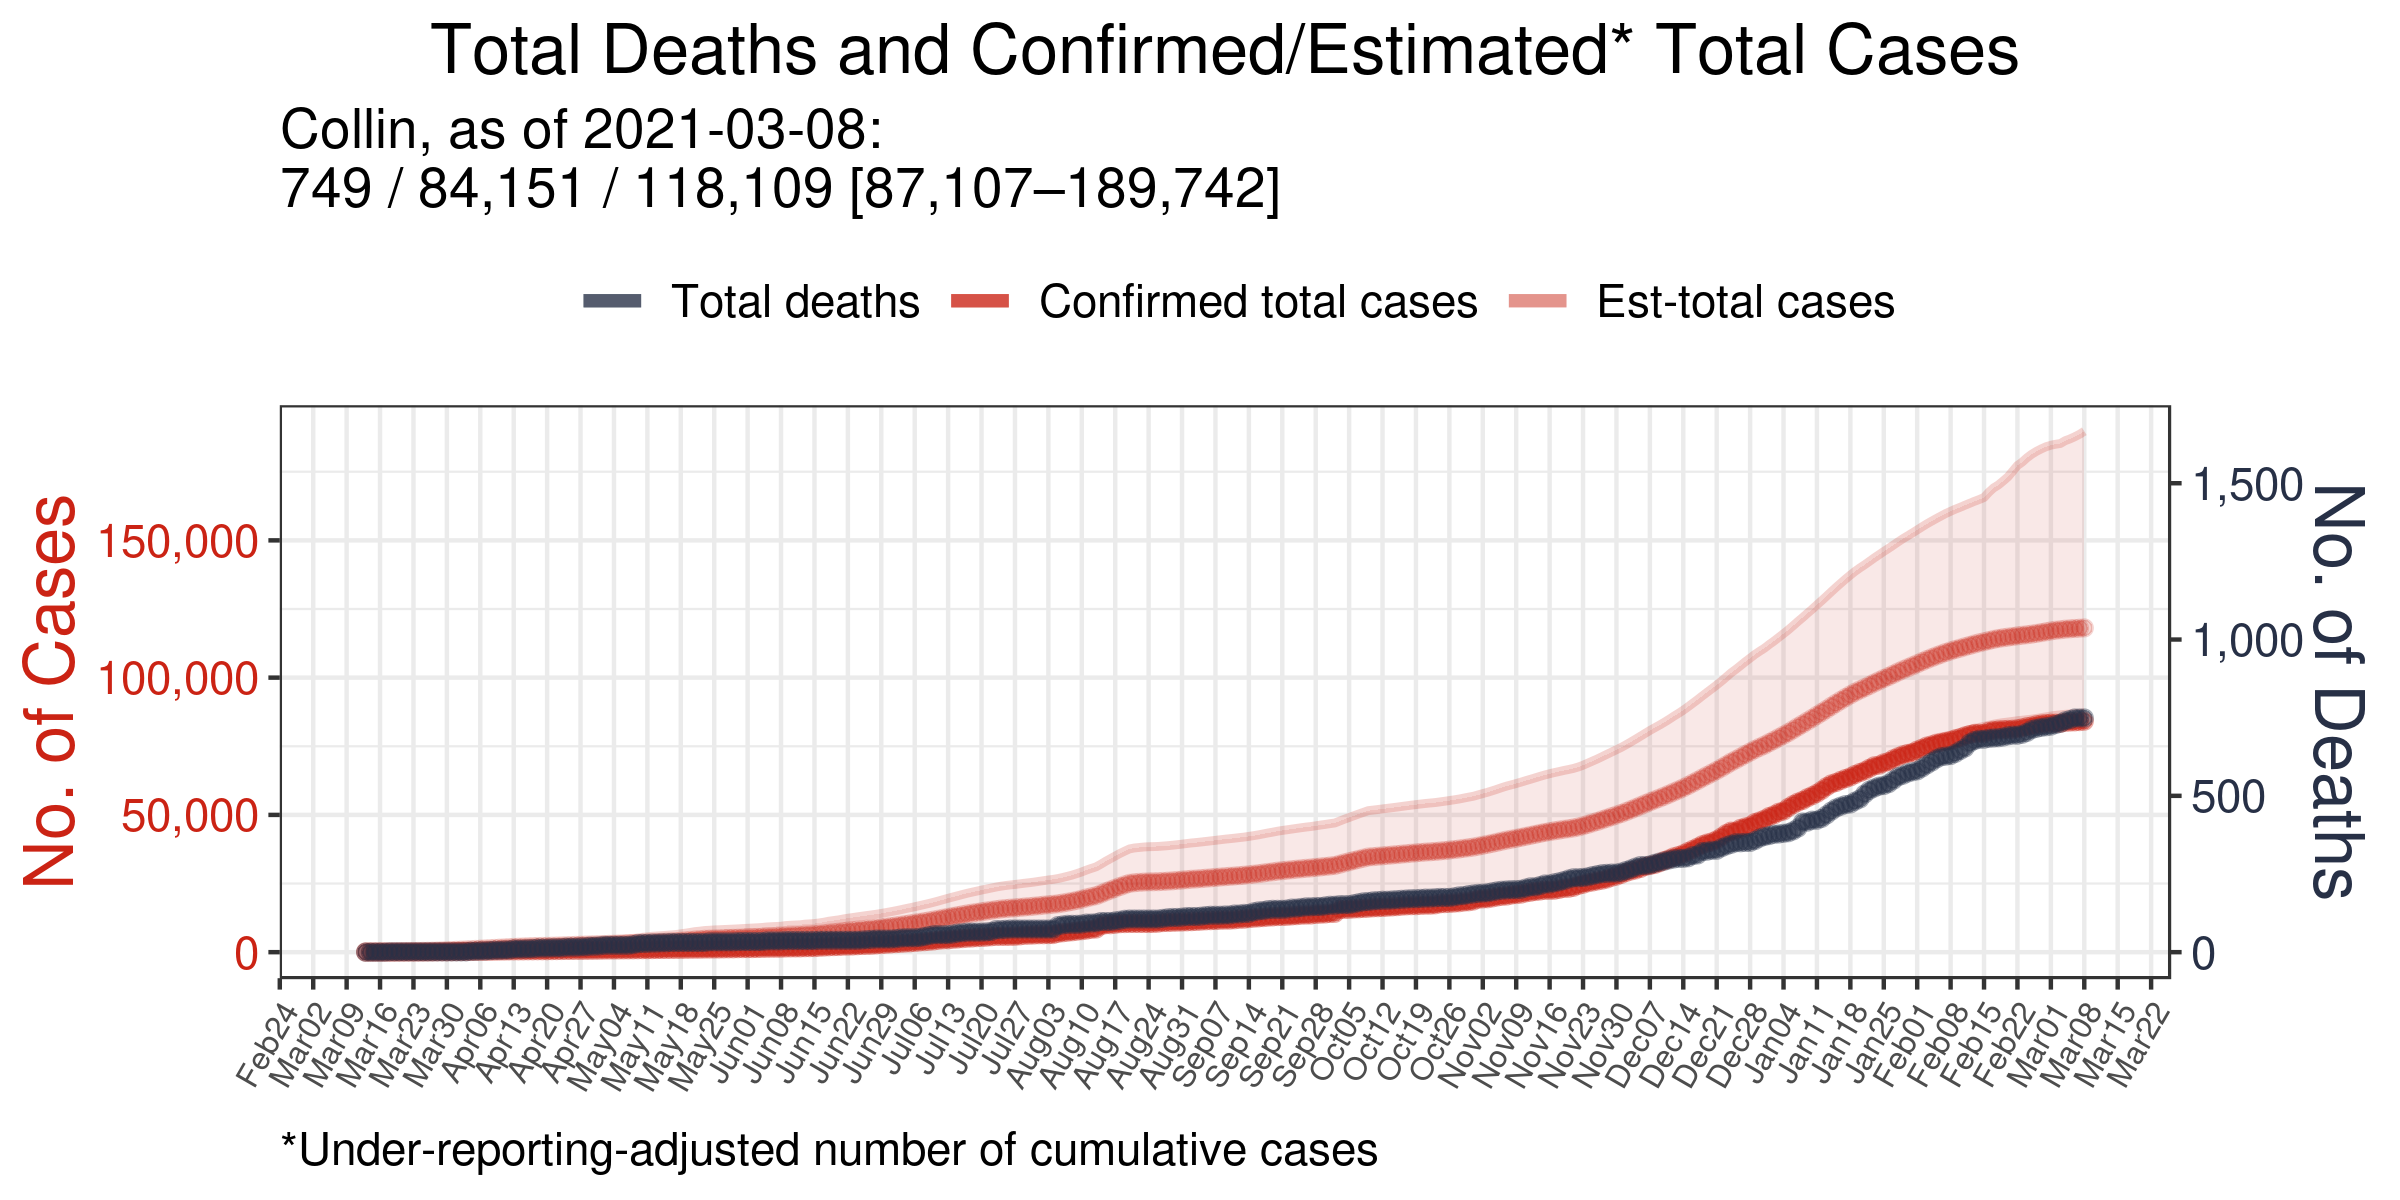 Total Deaths and Confirmed/Estimated* Total Cases
Collin, as of 2021-03-08:
749 / 84,151 / 118,109 [87,107–189,742]
Total deaths
Confirmed total cases
Est-total cases
No. of Cases
150,000
100,000
50,000
0
1,500
1,000
500
0
No. of Deaths
Feb24
Mar02
Mar09
Mar16
Mar23
Mar30
Apr06
Apr13
Apr20
Apr27
May04
May11
May18
May25
Jun01
Jun08
Jun15
Jun22
Jun29
Jul06
Jul13
Jul20
Jul27
Aug03
Aug10
Aug17
Aug24
Aug31
Sep07
Sep14
Sep21
Sep28
Oct05
Oct12
Oct19
Oct26
Nov02
Nov09
Nov16
Nov23
Nov30
Dec07
Dec14
Dec21
Dec28
Jan04
Jan11
Jan18
Jan25
Feb01
Feb08
Feb15
Feb22
Mar01
Mar08
Mar15
Mar22
*Under-reporting-adjusted number of cumulative cases